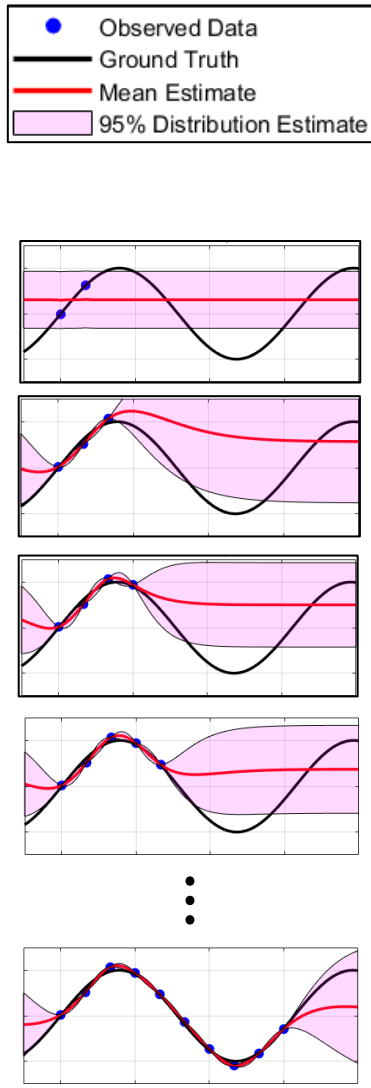 Observed Data
Ground Truth
Mean Estimate
95% Distribution Estimate